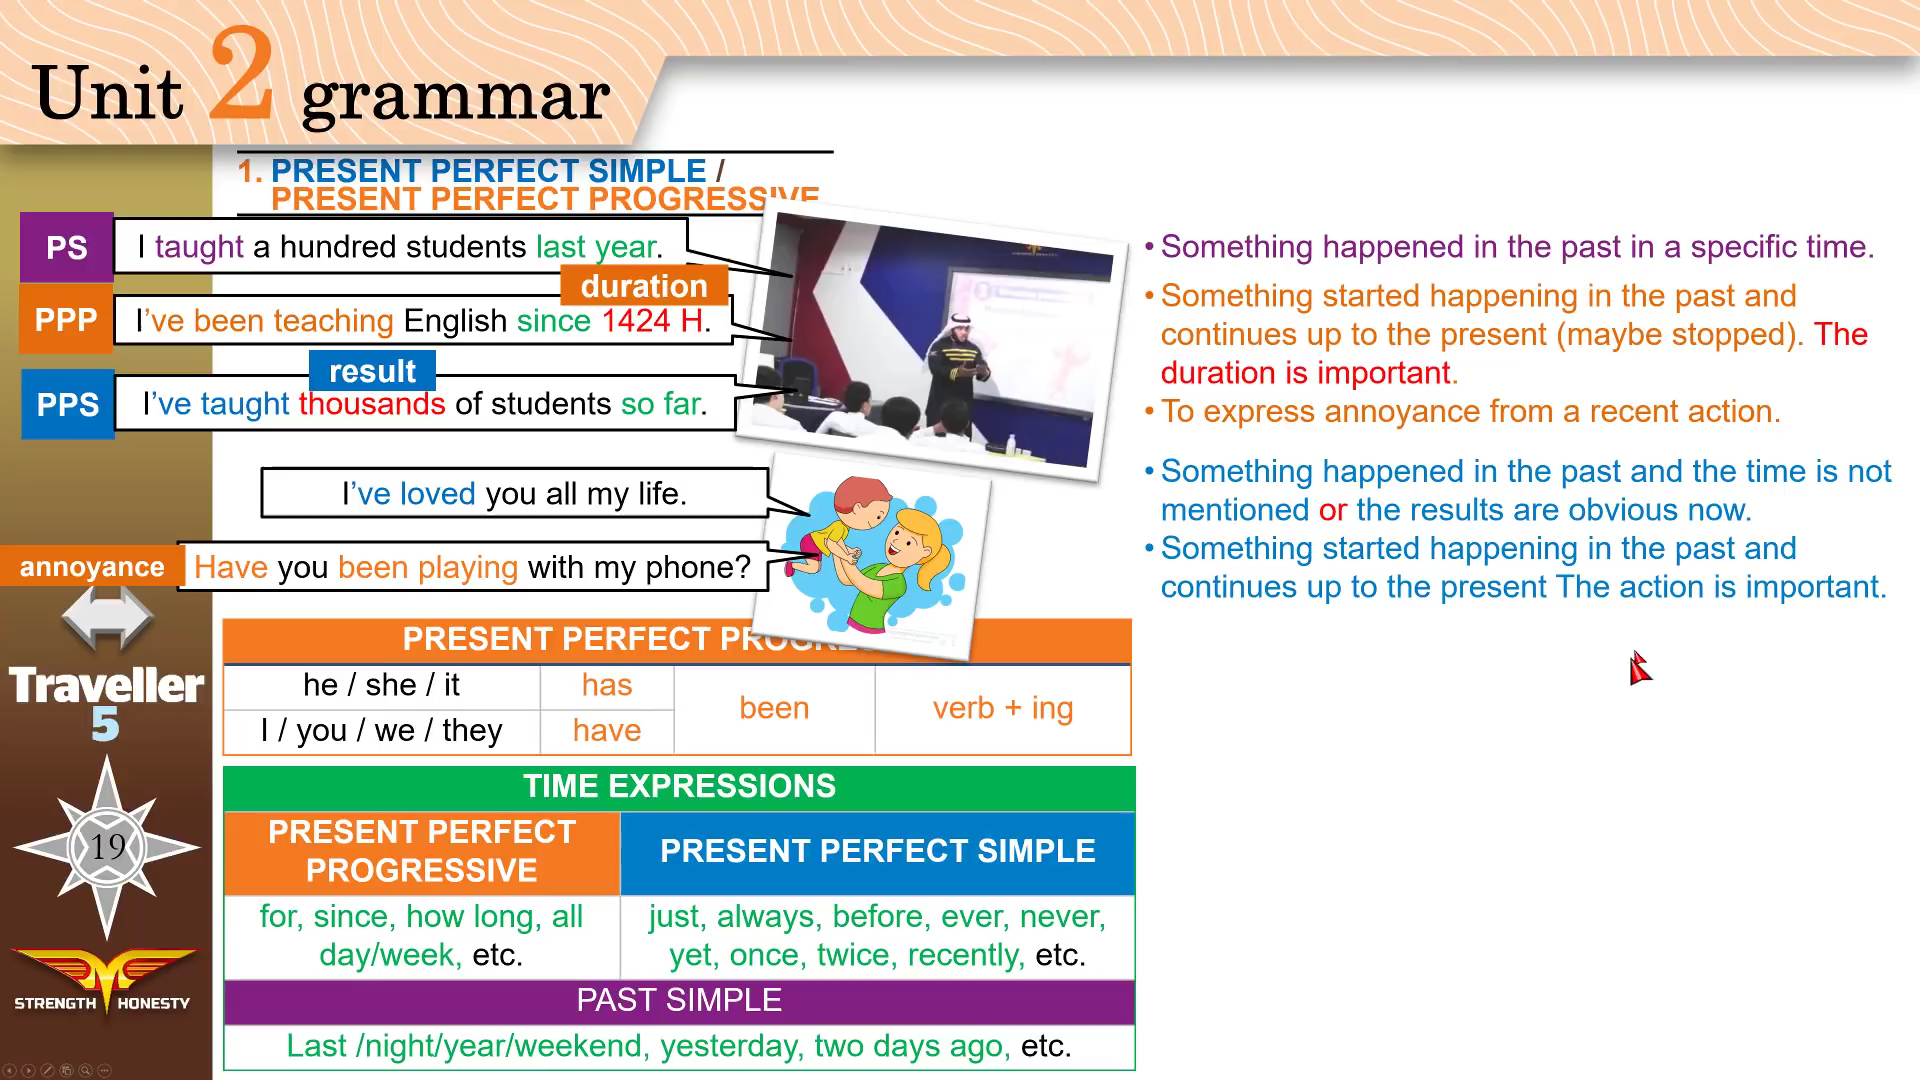 Unit 2 grammar
1. PRESENT PERFECT SIMPLE /
PRESENT PERFECT PROGRESSIVE
PS
I taught a hundred students last year.
duration
PPP
I've been teaching English since 1424 H.
result
PPS
I've taught thousands of students so far.
I've loved you all my life.
annoyance
Have you been playing with my phone?
• Something happened in the past in a specific time.
• Something started happening in the past and
continues up to the present (maybe stopped). The
duration is important.
• To express annoyance from a recent action.
• Something happened in the past and the time is not
mentioned or the results are obvious now.
• Something started happening in the past and
continues up to the present The action is important.
Traveller
5
19
STRENGTH HONESTY
PRESENT PERFECT PROGRE
he / she / it has been verb + ing
I / you / we / they have
TIME EXPRESSIONS
PRESENT PERFECT
PROGRESSIVE
PRESENT PERFECT SIMPLE
for, since, how long, all
day/week, etc.
just, always, before, ever, never,
yet, once, twice, recently, etc.
PAST SIMPLE
Last /night/year/weekend, yesterday, two days ago, etc.